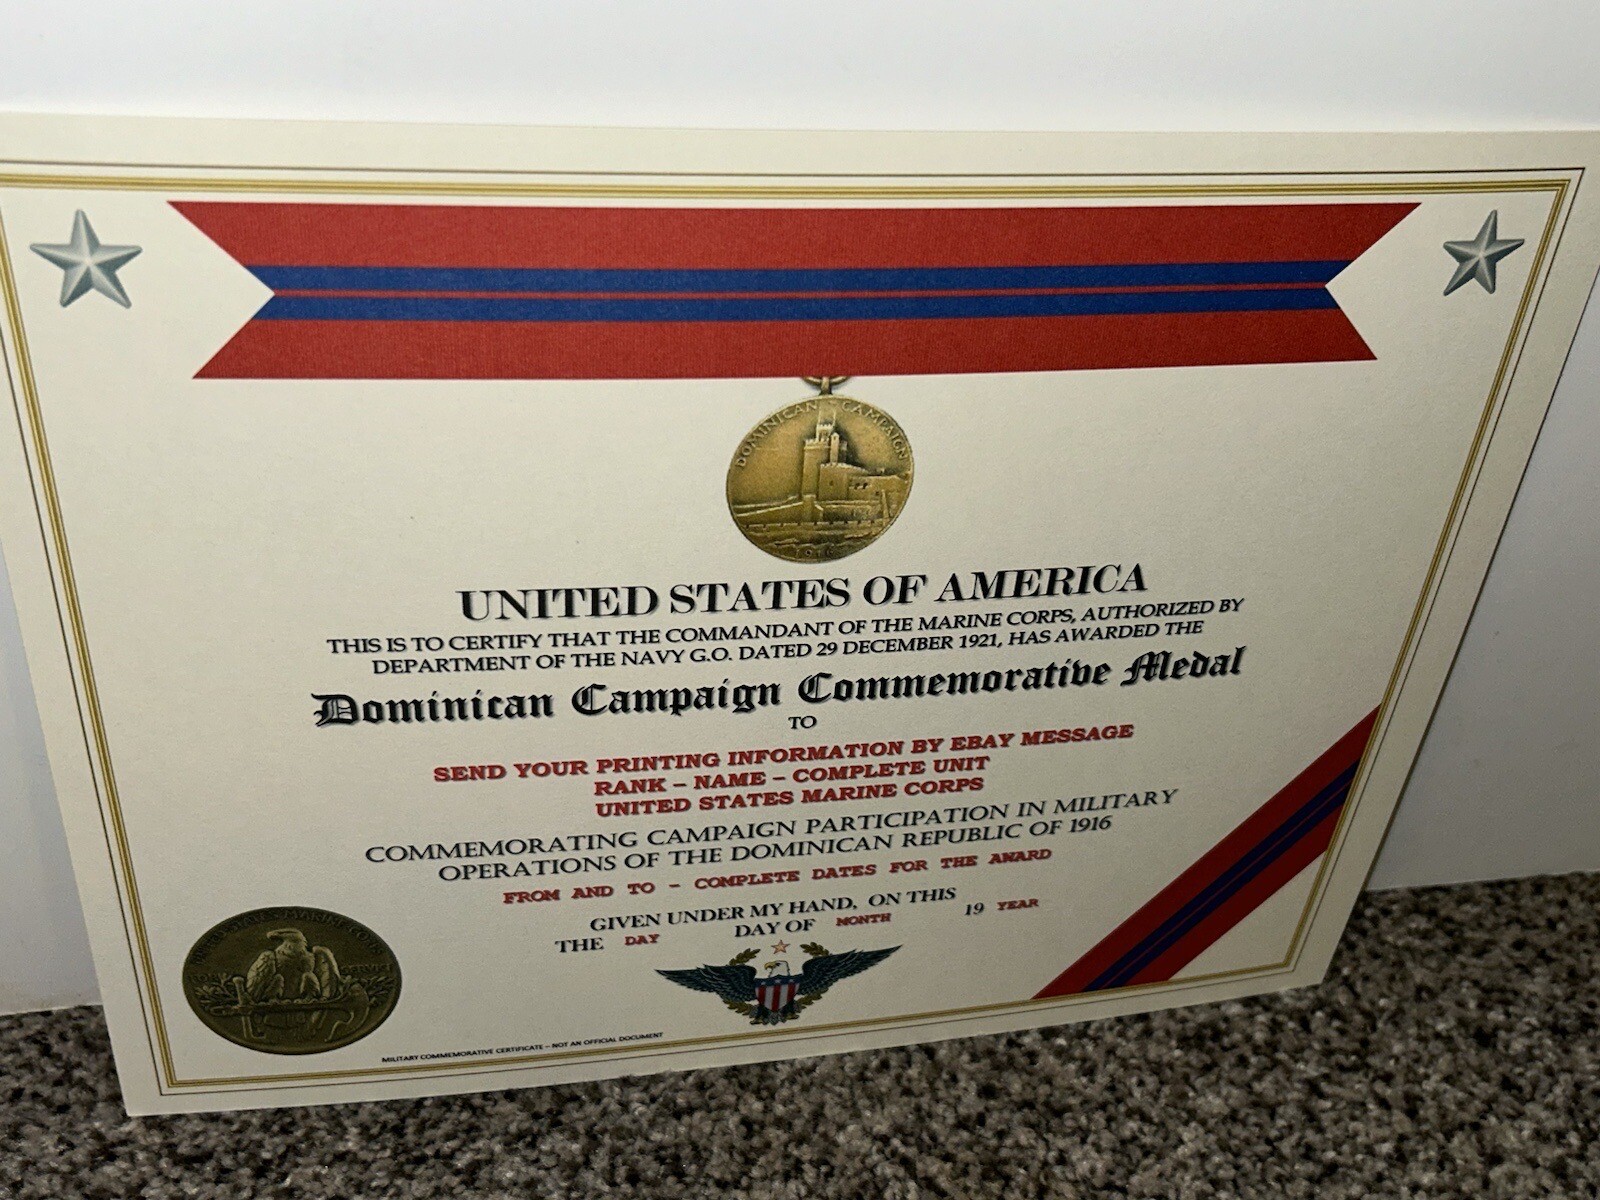 DOMINICAN CAMPAIGN
1916
UNITED STATES OF AMERICA
THIS IS TO CERTIFY THAT THE COMMANDANT OF THE MARINE CORPS, AUTHORIZED BY
DEPARTMENT OF THE NAVY G.O. DATED 29 DECEMBER 1921, HAS AWARDED THE
Dominican Campaign Commemorative Medal
TO
SEND YOUR PRINTING INFORMATION BY EBAY MESSAGE
RANK – NAME – COMPLETE UNIT
UNITED STATES MARINE CORPS
COMMEMORATING CAMPAIGN PARTICIPATION IN MILITARY
OPERATIONS OF THE DOMINICAN REPUBLIC OF 1916
FROM AND TO – COMPLETE DATES FOR THE AWARD
GIVEN UNDER MY HAND, ON THIS
THE DAY DAY OF MONTH 19 YEAR
UNITED STATES MARINE CORPS
FOR SERVICE
MILITARY COMMEMORATIVE CERTIFICATE – NOT AN OFFICIAL DOCUMENT